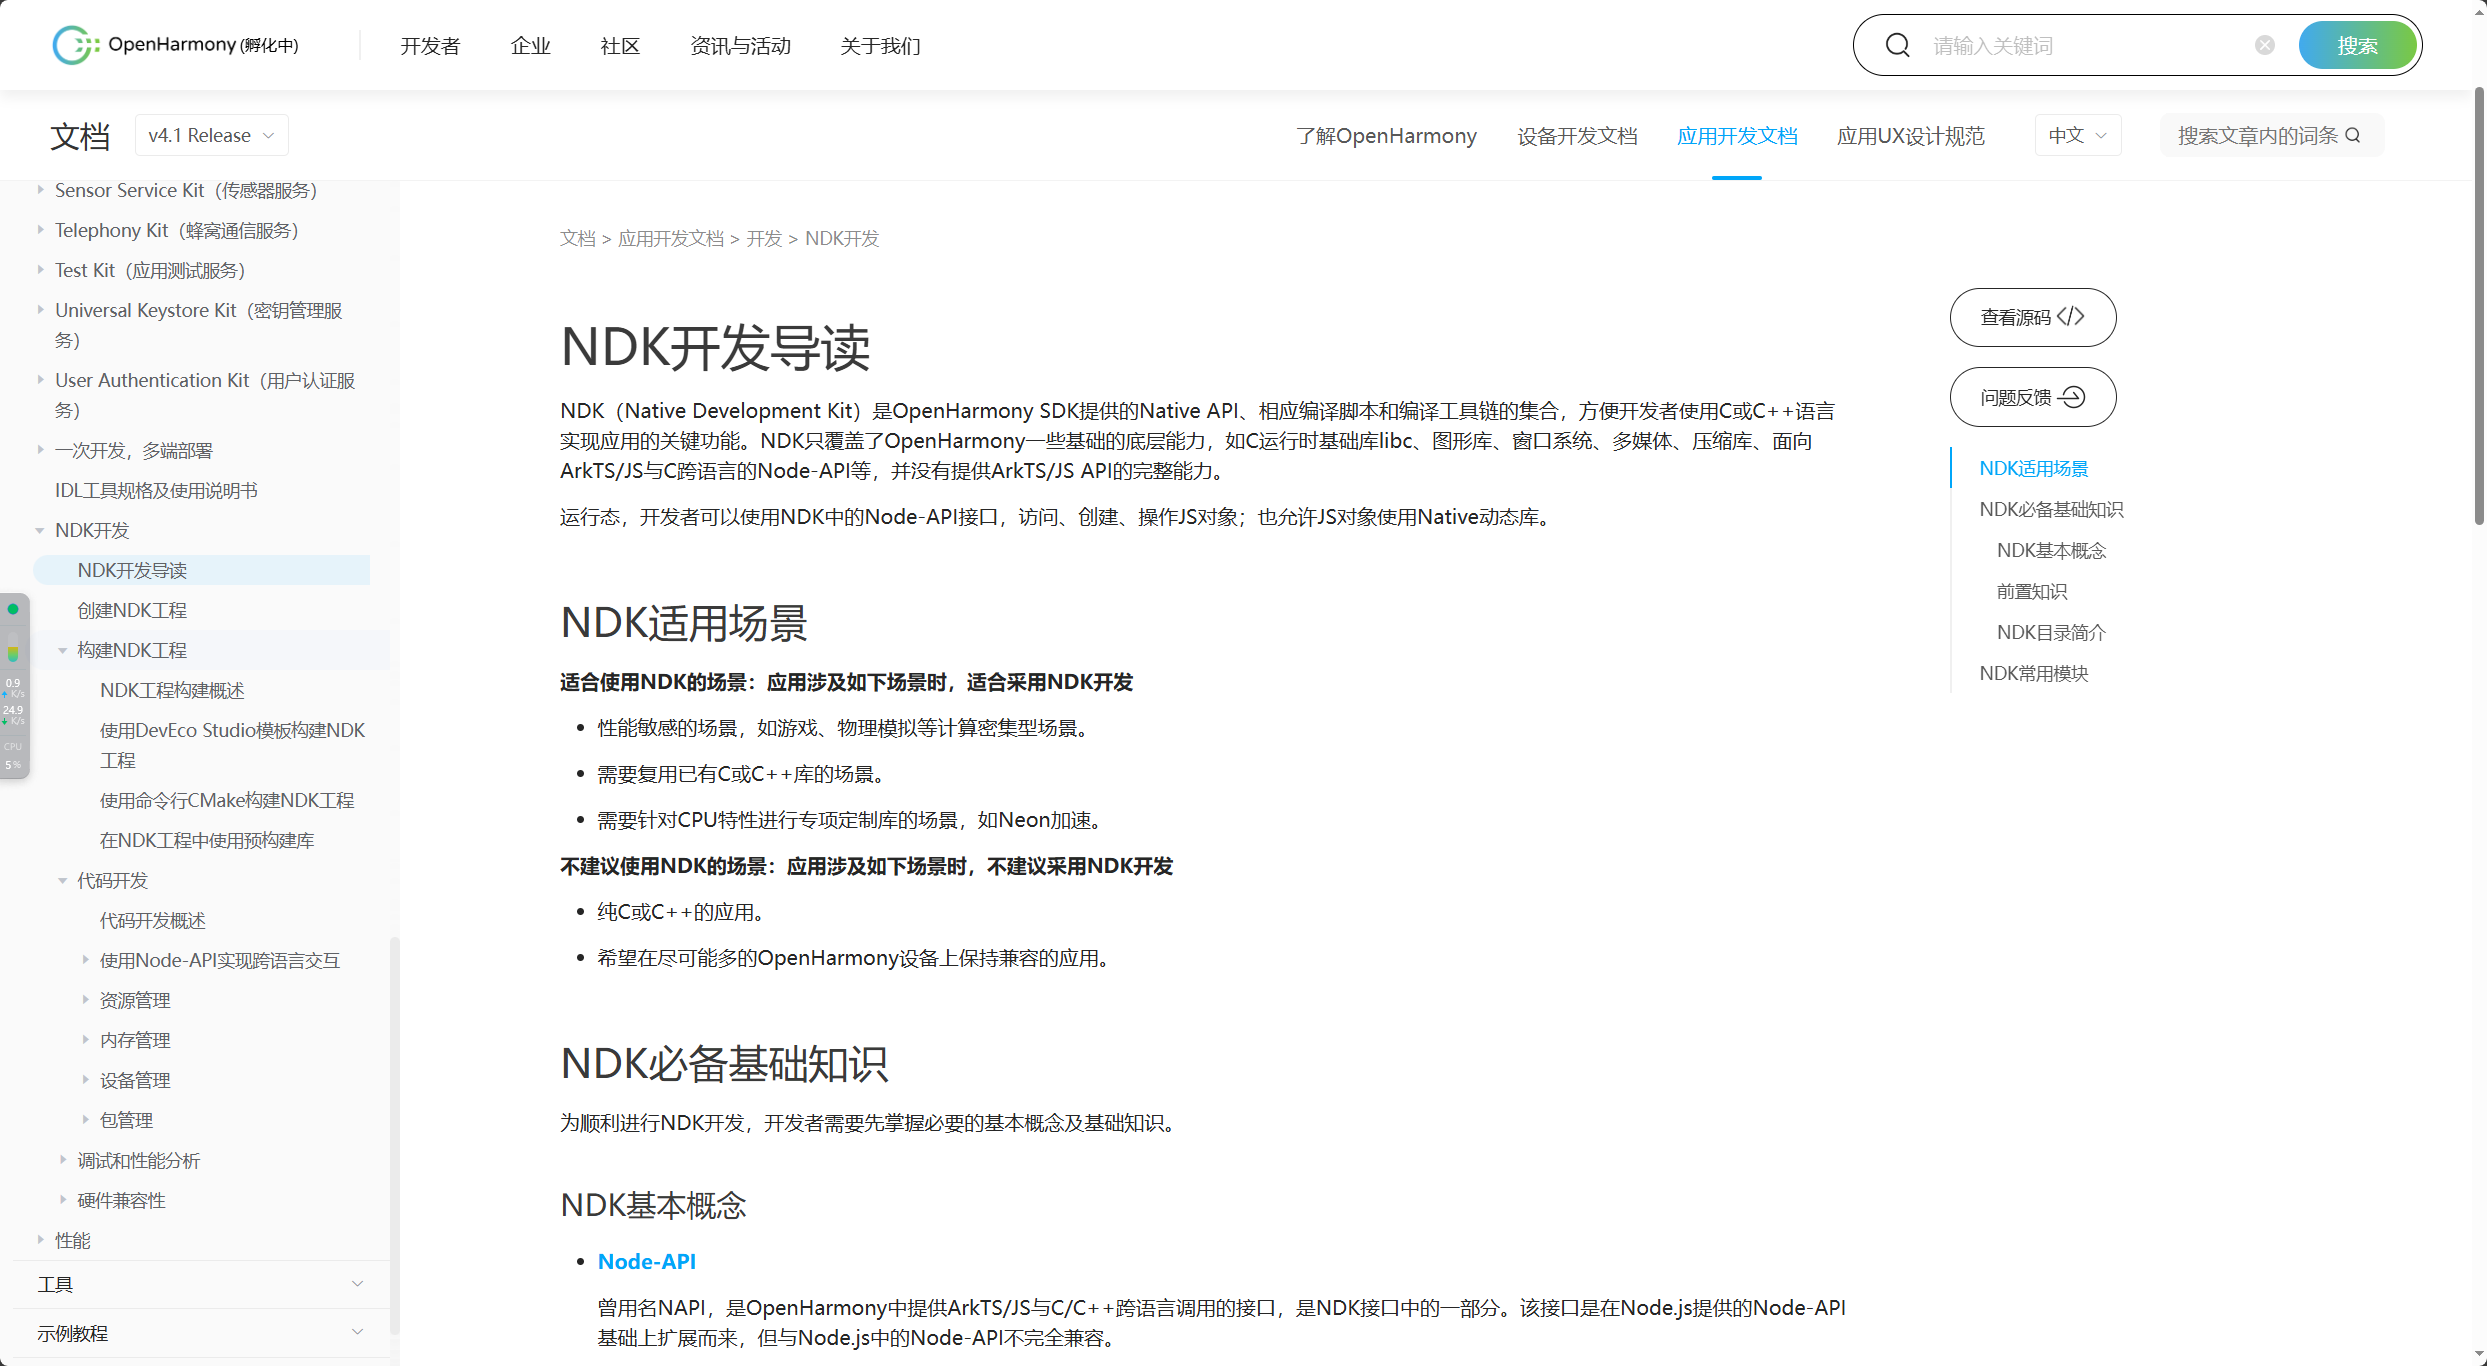 OpenHarmony (孵化中)
开发者
企业
社区
资讯与活动
关于我们
请输入关键词
搜索
文档
v4.1 Release
了解OpenHarmony
设备开发文档
应用开发文档
应用UX设计规范
中文
搜索文章内的词条
Sensor Service Kit（传感器服务）
Telephony Kit（蜂窝通信服务）
Test Kit（应用测试服务）
Universal Keystore Kit（密钥管理服
务）
User Authentication Kit（用户认证服
务）
一次开发，多端部署
IDL工具规格及使用说明书
NDK开发
NDK开发导读
创建NDK工程
构建NDK工程
NDK工程构建概述
使用DevEco Studio模板构建NDK
工程
使用命令行CMake构建NDK工程
在NDK工程中使用预构建库
代码开发
代码开发概述
使用Node-API实现跨语言交互
资源管理
内存管理
设备管理
包管理
调试和性能分析
硬件兼容性
性能
工具
示例教程
0.9
K/s
24.9
K/s
CPU
5%
文档 > 应用开发文档 > 开发 > NDK开发
NDK开发导读
NDK（Native Development Kit）是OpenHarmony SDK提供的Native API、相应编译脚本和编译工具链的集合，方便开发者使用C或C++语言
实现应用的关键功能。NDK只覆盖了OpenHarmony一些基础的底层能力，如C运行时基础库libc、图形库、窗口系统、多媒体、压缩库、面向
ArkTS/JS与C跨语言的Node-API等，并没有提供ArkTS/JS API的完整能力。
运行态，开发者可以使用NDK中的Node-API接口，访问、创建、操作JS对象；也允许JS对象使用Native动态库。
NDK适用场景
适合使用NDK的场景：应用涉及如下场景时，适合采用NDK开发
性能敏感的场景，如游戏、物理模拟等计算密集型场景。
需要复用已有C或C++库的场景。
需要针对CPU特性进行专项定制库的场景，如Neon加速。
不建议使用NDK的场景：应用涉及如下场景时，不建议采用NDK开发
纯C或C++的应用。
希望在尽可能多的OpenHarmony设备上保持兼容的应用。
NDK必备基础知识
为顺利进行NDK开发，开发者需要先掌握必要的基本概念及基础知识。
NDK基本概念
Node-API
曾用名NAPI，是OpenHarmony中提供ArkTS/JS与C/C++跨语言调用的接口，是NDK接口中的一部分。该接口是在Node.js提供的Node-API
基础上扩展而来，但与Node.js中的Node-API不完全兼容。
查看源码
问题反馈
NDK适用场景
NDK必备基础知识
NDK基本概念
前置知识
NDK目录简介
NDK常用模块